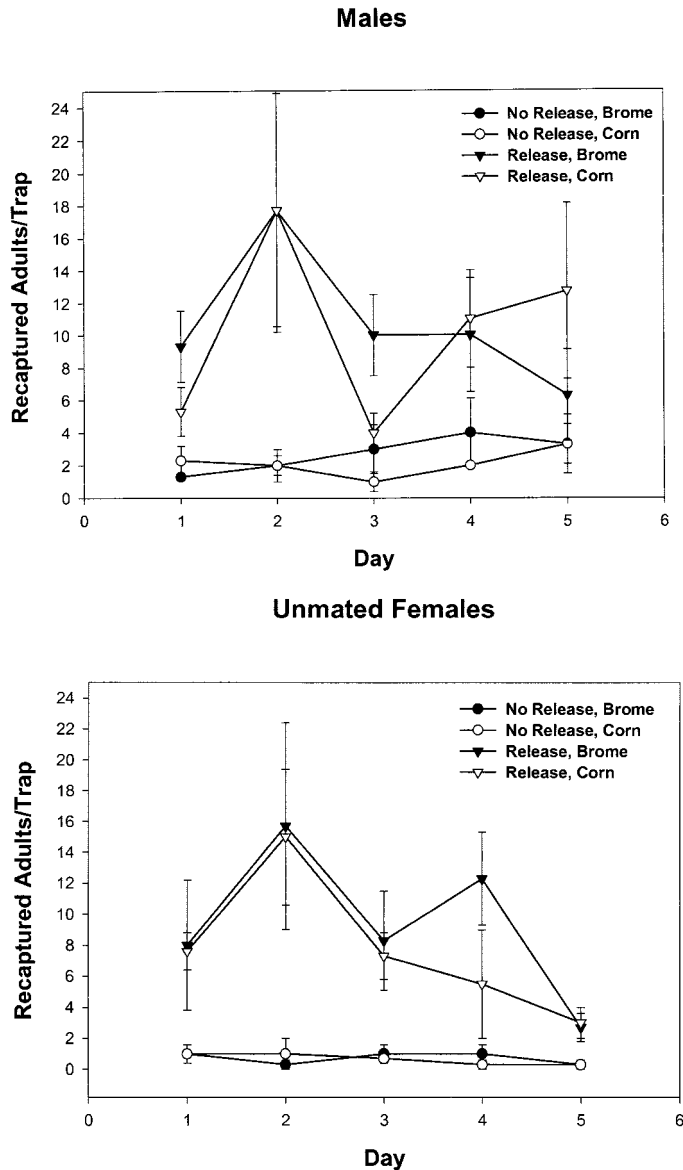 Males
Recaptured Adults/Trap
24
22
20
18
16
14
12
10
8
6
4
2
0
No Release, Brome
No Release, Corn
Release, Brome
Release, Corn
0 1 2 3 4 5 6
Day
Unmated Females
Recaptured Adults/Trap
24
22
20
18
16
14
12
10
8
6
4
2
0
No Release, Brome
No Release, Corn
Release, Brome
Release, Corn
0 1 2 3 4 5 6
Day